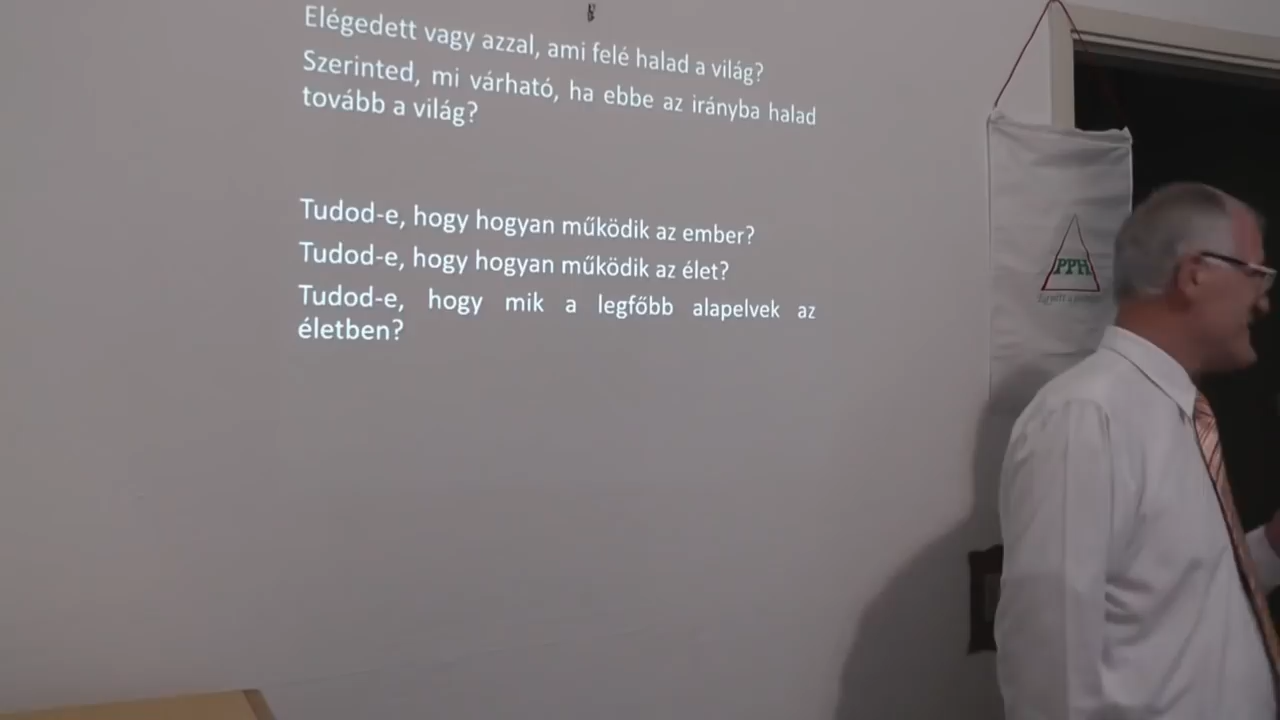 Elégedett vagy azzal, ami felé halad a világ?
Szerinted, mi várható, ha ebbe az irányba halad
tovább a világ?
Tudod-e, hogy hogyan működik az ember?
Tudod-e, hogy hogyan működik az élet?
Tudod-e, hogy mik a legfőbb alapelvek az
életben?
PPH
Együtt a